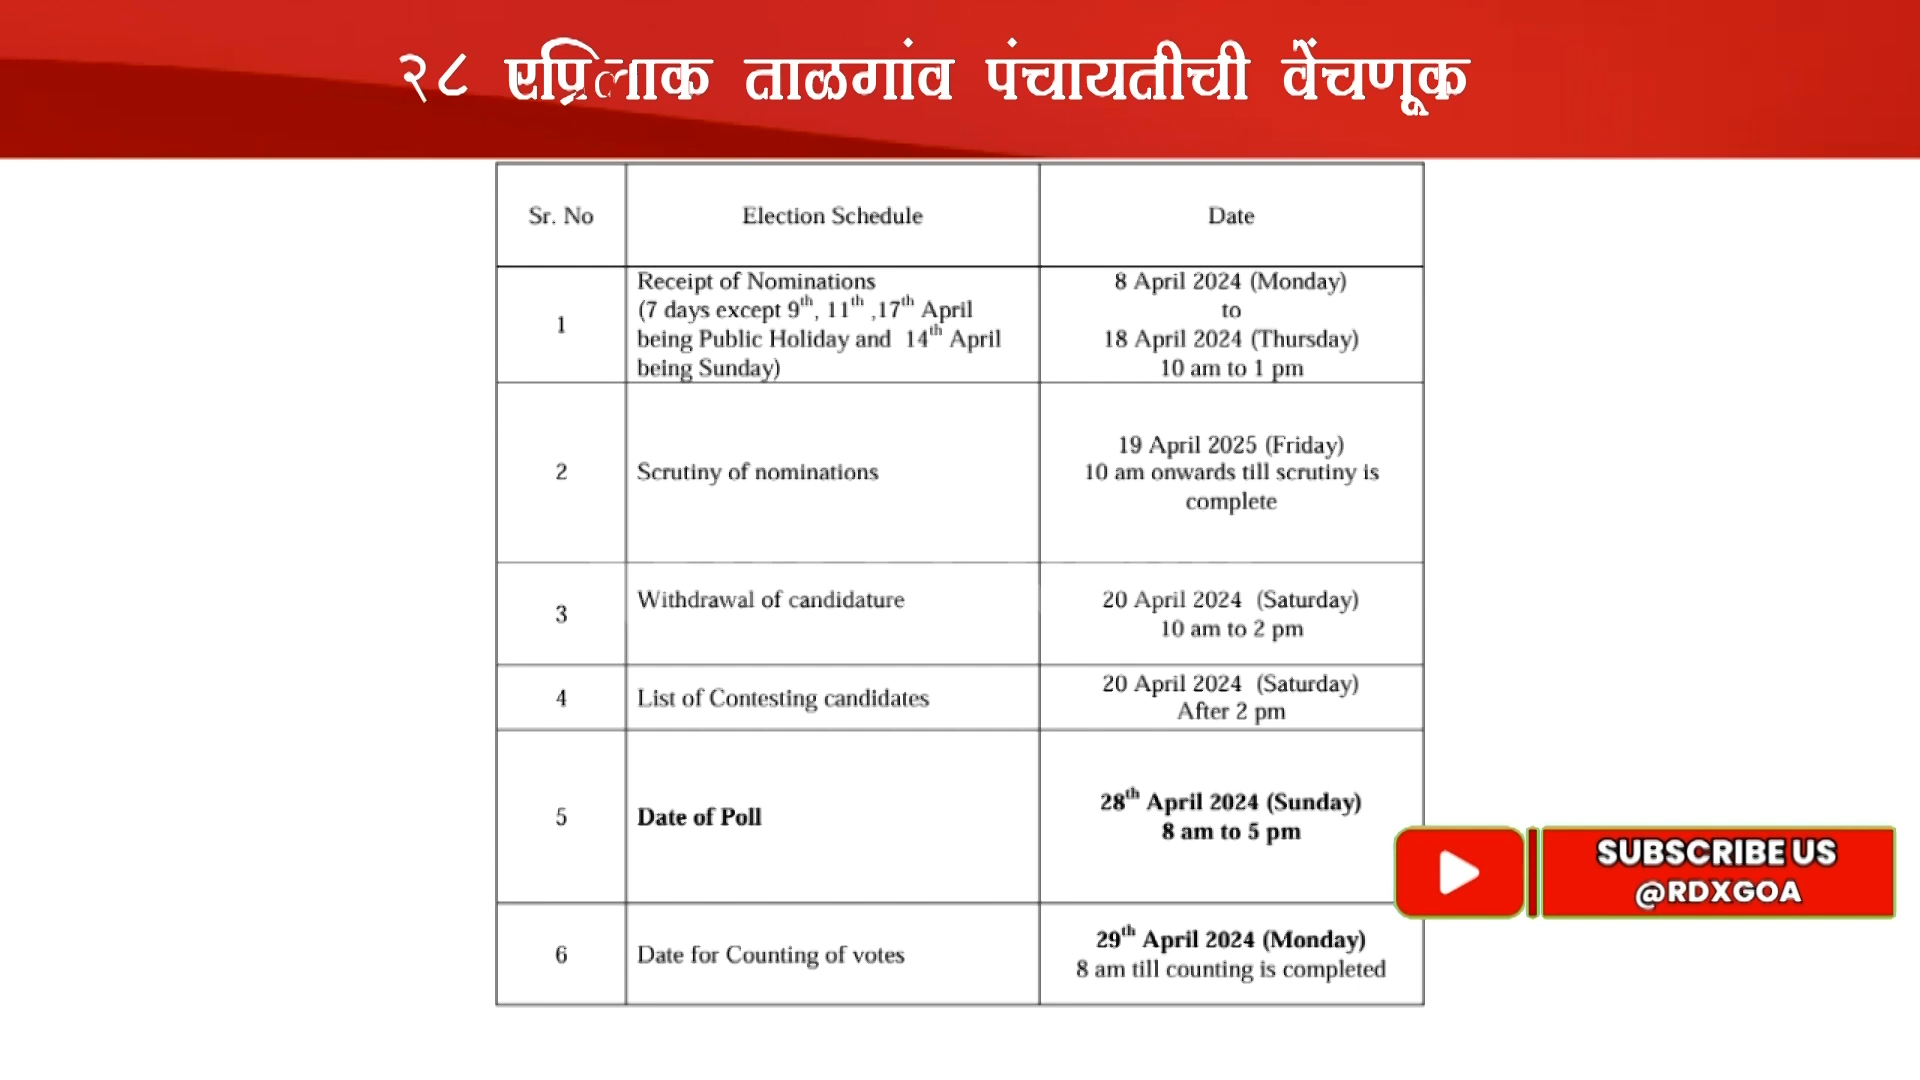 २८ एप्रिलाक ताळगांव पंचायतीची वेंचणूक
Sr. No
Election Schedule
Date
1
Receipt of Nominations
(7 days except 9th, 11th ,17th April
being Public Holiday and 14th April
being Sunday)
8 April 2024 (Monday)
to
18 April 2024 (Thursday)
10 am to 1 pm
2
Scrutiny of nominations
19 April 2025 (Friday)
10 am onwards till scrutiny is
complete
3
Withdrawal of candidature
20 April 2024 (Saturday)
10 am to 2 pm
4
List of Contesting candidates
20 April 2024 (Saturday)
After 2 pm
5
Date of Poll
28th April 2024 (Sunday)
8 am to 5 pm
6
Date for Counting of votes
29th April 2024 (Monday)
8 am till counting is completed
SUBSCRIBE US
@RDXGOA